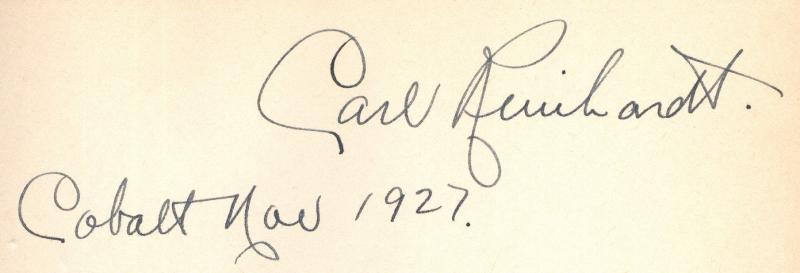 Carl Reinhardt.
Cobalt Nov 1927.